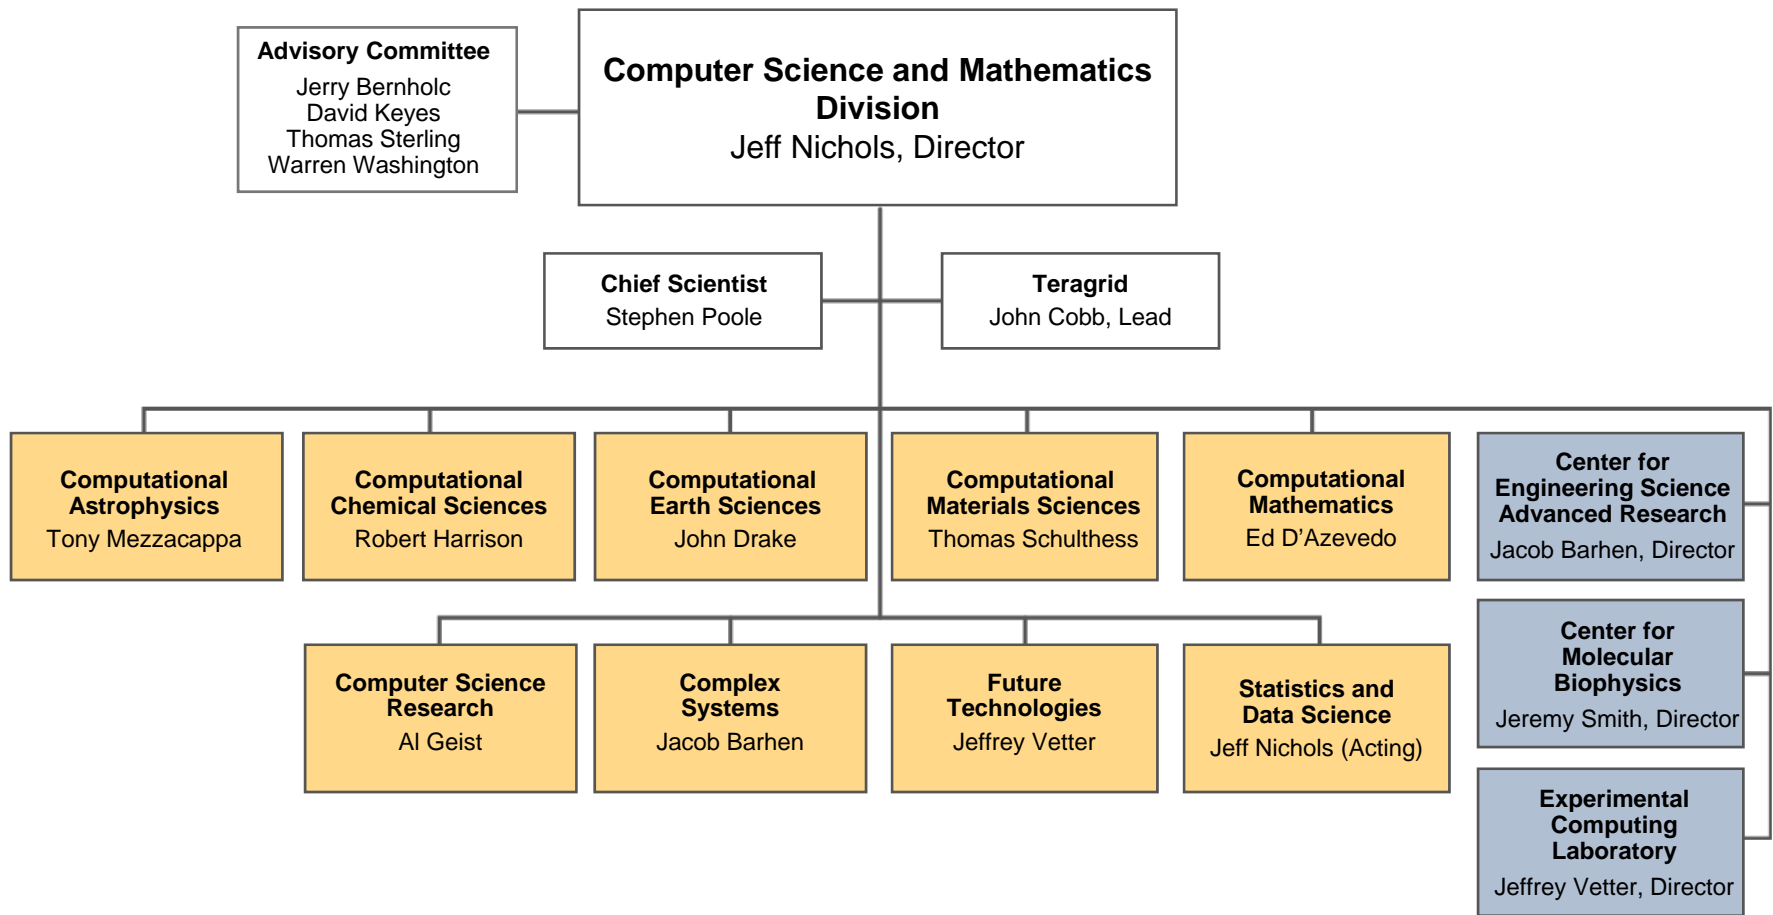 Advisory Committee
Jerry Bernholc
David Keyes
Thomas Sterling
Warren Washington
Computer Science and Mathematics
Division
Jeff Nichols, Director
Chief Scientist
Stephen Poole
Teragrid
John Cobb, Lead
Computational
Astrophysics
Tony Mezzacappa
Computational
Chemical Sciences
Robert Harrison
Computational
Earth Sciences
John Drake
Computational
Materials Sciences
Thomas Schulthess
Computational
Mathematics
Ed D’Azevedo
Center for
Engineering Science
Advanced Research
Jacob Barhen, Director
Computer Science
Research
Al Geist
Complex
Systems
Jacob Barhen
Future
Technologies
Jeffrey Vetter
Statistics and
Data Science
Jeff Nichols (Acting)
Center for
Molecular
Biophysics
Jeremy Smith, Director
Experimental
Computing
Laboratory
Jeffrey Vetter, Director